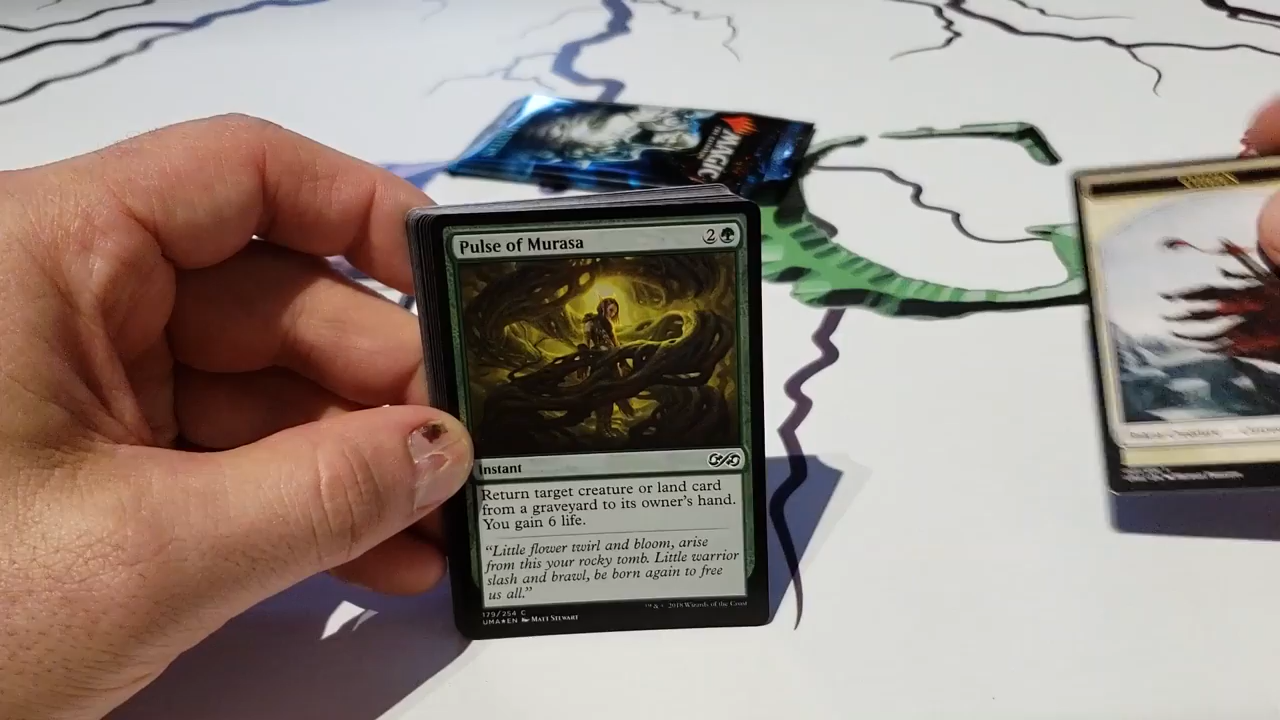 MAGIC
Pulse of Murasa
2
Instant
Return target creature or land card
from a graveyard to its owner's hand.
You gain 6 life.
“Little flower twirl and bloom, arise
from this your rocky tomb. Little warrior
slash and brawl, be born again to free
us all.”
179/254 C
UMA★EN MATT STEWART
™ & © 2018 Wizards of the Coast